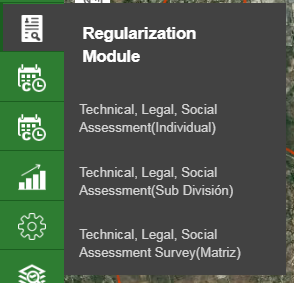 Regularization
Module
Technical, Legal, Social
Assessment(Individual)
Technical, Legal, Social
Assessment(Sub División)
Technical, Legal, Social
Assessment Survey(Matriz)